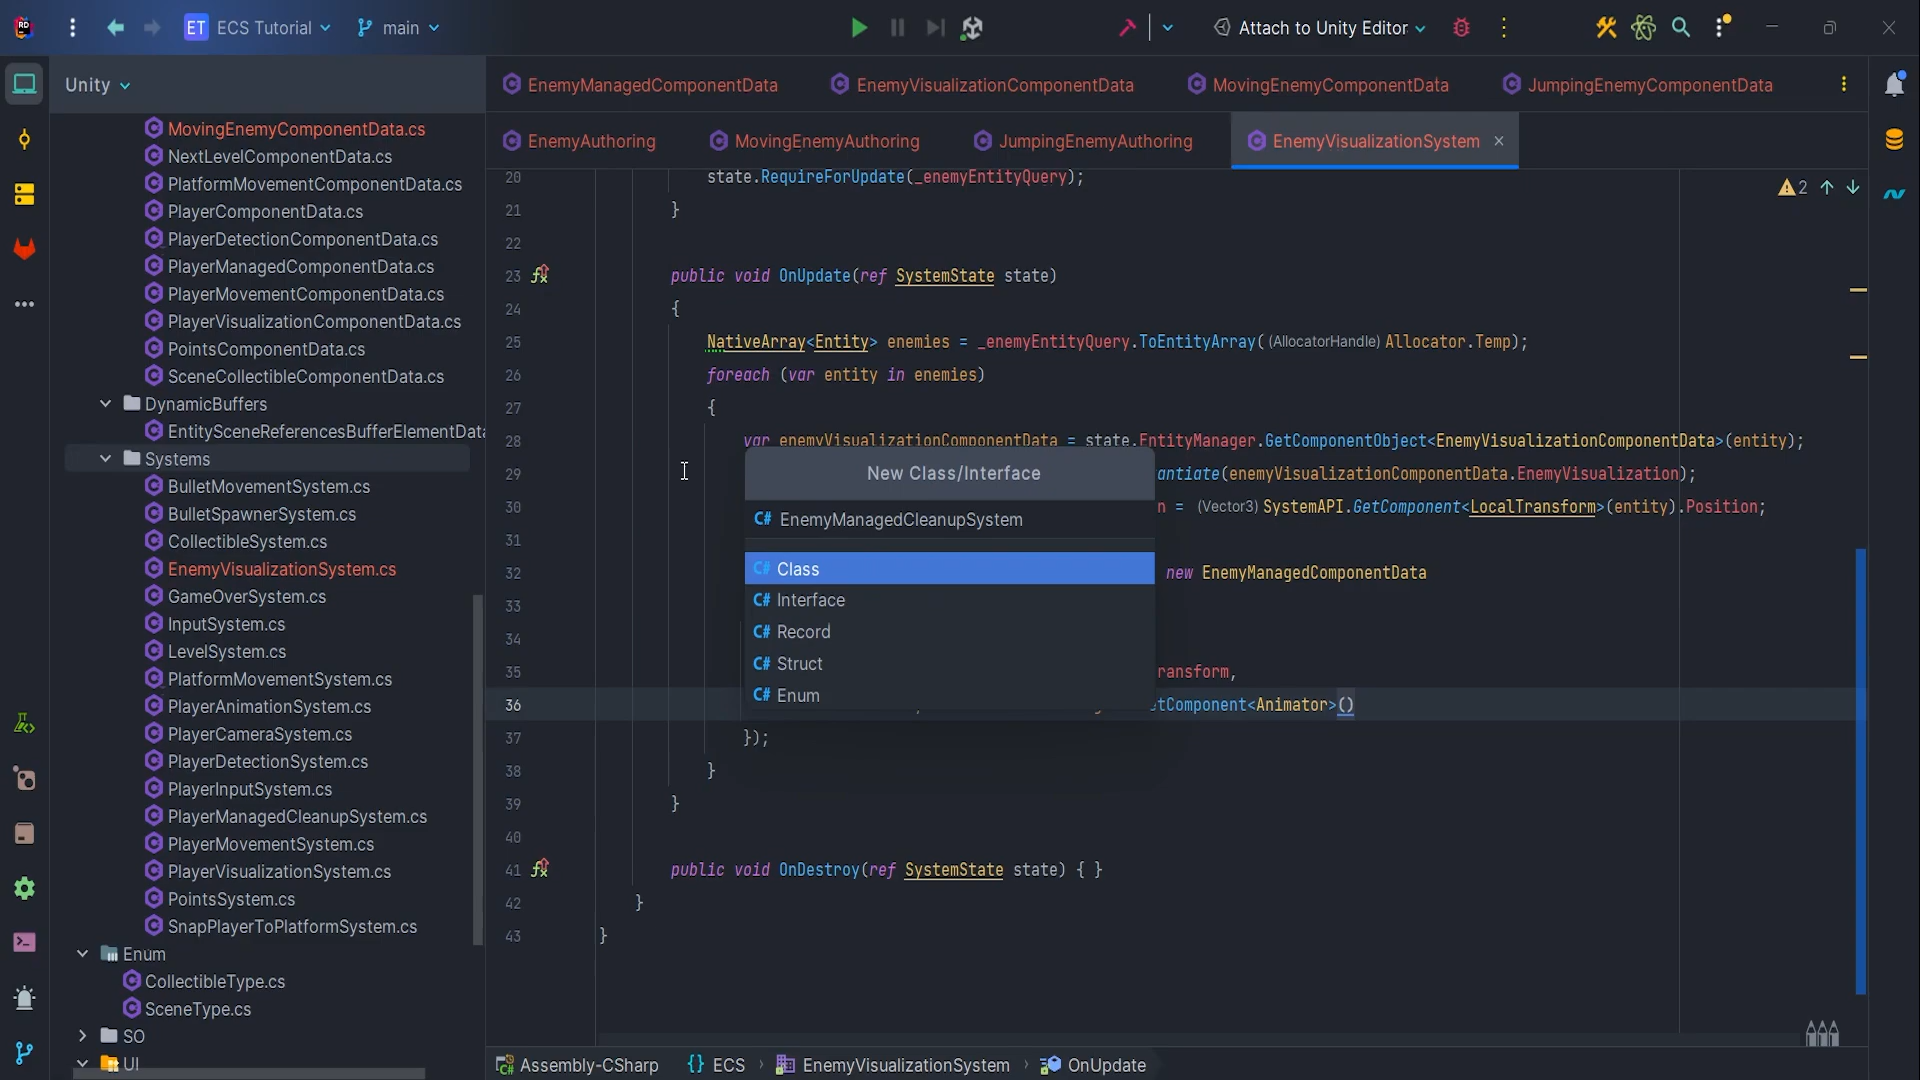 RD
ET ECS Tutorial main
Attach to Unity Editor
Unity
EnemyManagedComponentData EnemyVisualizationComponentData MovingEnemyComponentData JumpingEnemyComponentData
EnemyAuthoring MovingEnemyAuthoring JumpingEnemyAuthoring EnemyVisualizationSystem ×
MovingEnemyComponentData.cs
NextLevelComponentData.cs
PlatformMovementComponentData.cs
PlayerComponentData.cs
PlayerDetectionComponentData.cs
PlayerManagedComponentData.cs
PlayerMovementComponentData.cs
PlayerVisualizationComponentData.cs
PointsComponentData.cs
SceneCollectibleComponentData.cs
DynamicBuffers
EntitySceneReferencesBufferElementData
Systems
BulletMovementSystem.cs
BulletSpawnerSystem.cs
CollectibleSystem.cs
EnemyVisualizationSystem.cs
GameOverSystem.cs
InputSystem.cs
LevelSystem.cs
PlatformMovementSystem.cs
PlayerAnimationSystem.cs
PlayerCameraSystem.cs
PlayerDetectionSystem.cs
PlayerInputSystem.cs
PlayerManagedCleanupSystem.cs
PlayerMovementSystem.cs
PlayerVisualizationSystem.cs
PointsSystem.cs
SnapPlayerToPlatformSystem.cs
Enum
CollectibleType.cs
SceneType.cs
SO
UI
2
20 state.RequireForUpdate(_enemyEntityQuery);
21 }
22
23 public void OnUpdate(ref SystemState state)
24 {
25 NativeArray<Entity> enemies = _enemyEntityQuery.ToEntityArray((AllocatorHandle) Allocator.Temp);
26 foreach (var entity in enemies)
27 {
28 var enemyVisualizationComponentData = state.EntityManager.GetComponentObject<EnemyVisualizationComponentData>(entity);
29 antiate(enemyVisualizationComponentData.EnemyVisualization);
30 n = (Vector3) SystemAPI.GetComponent<LocalTransform>(entity).Position;
31
32 new EnemyManagedComponentData
33
34
35 ransform,
36 tComponent<Animator>()
37 });
38 }
39 }
40
41 public void OnDestroy(ref SystemState state) { }
42 }
43 }
New Class/Interface
C# EnemyManagedCleanupSystem
C# Class
C# Interface
C# Record
C# Struct
C# Enum
Assembly-CSharp {} ECS › EnemyVisualizationSystem › OnUpdate